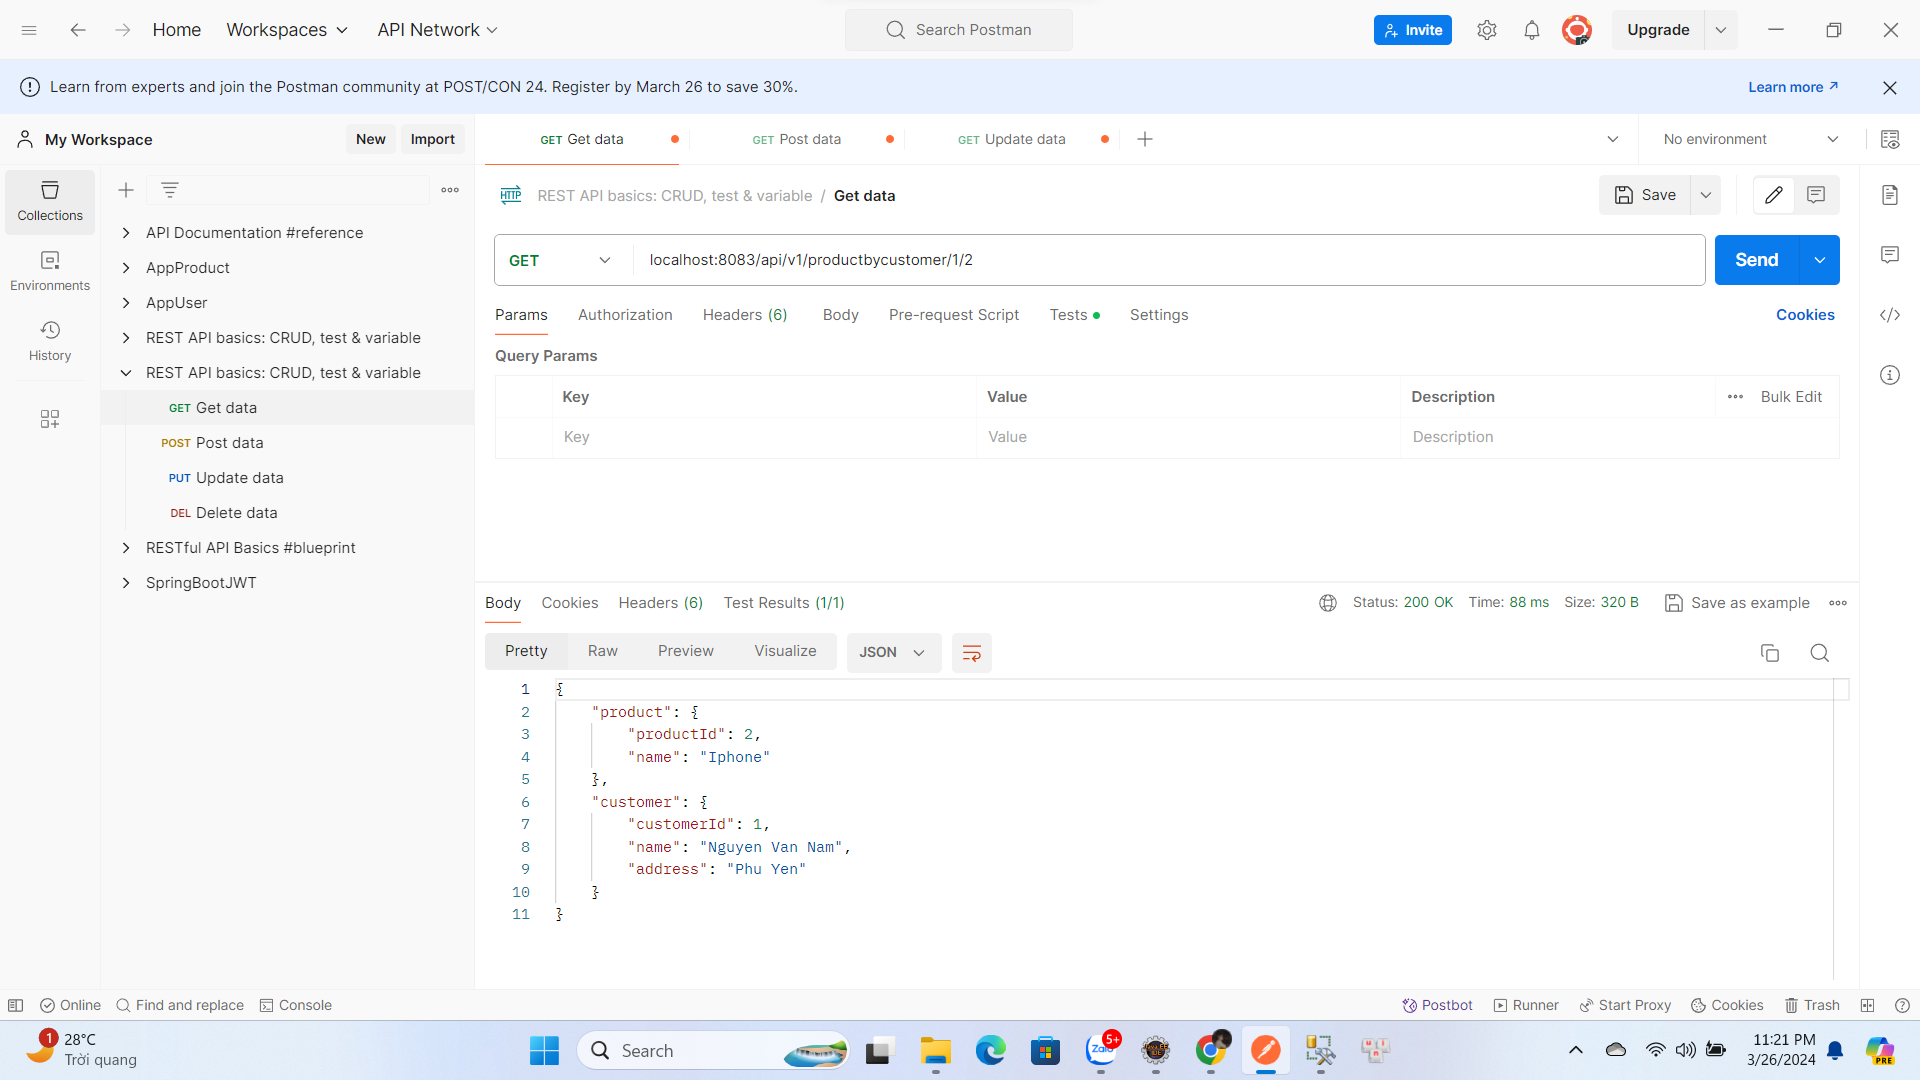 Home
Workspaces
API Network
Search Postman
Invite
Upgrade
Learn from experts and join the Postman community at POST/CON 24. Register by March 26 to save 30%.
Learn more
My Workspace
New
Import
GET Get data
GET Post data
GET Update data
No environment
Collections
Environments
History
API Documentation #reference
AppProduct
AppUser
REST API basics: CRUD, test & variable
REST API basics: CRUD, test & variable
GET Get data
POST Post data
PUT Update data
DEL Delete data
RESTful API Basics #blueprint
SpringBootJWT
HTTP REST API basics: CRUD, test & variable / Get data
Save
GET
localhost:8083/api/v1/productbycustomer/1/2
Send
Params Authorization Headers (6) Body Pre-request Script Tests Settings
Cookies
Query Params
Key Value Description Bulk Edit
Key Value Description
Body Cookies Headers (6) Test Results (1/1)
Status: 200 OK Time: 88 ms Size: 320 B Save as example
Pretty Raw Preview Visualize JSON
1 {
2 "product": {
3 "productId": 2,
4 "name": "Iphone"
5 },
6 "customer": {
7 "customerId": 1,
8 "name": "Nguyen Van Nam",
9 "address": "Phu Yen"
10 }
11 }
Online Find and replace Console
Postbot Runner Start Proxy Cookies Trash
1
28°C
Trời quang
Search
Zalo
5+
11:21 PM
3/26/2024
PRE